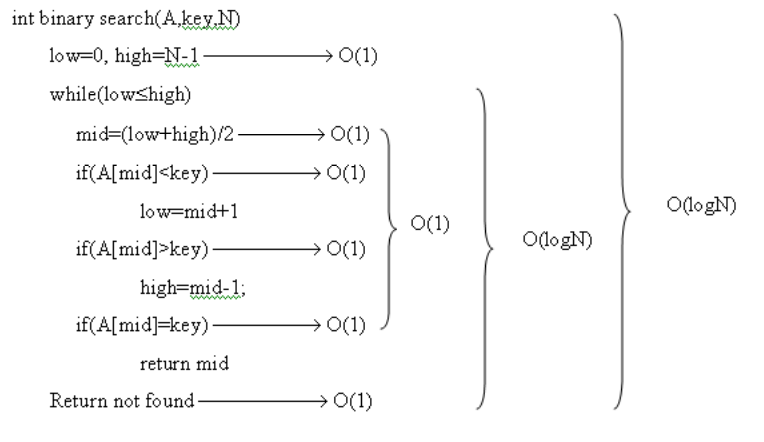 int binary search(A,key,N)
low=0, high=N-1 → O(1)
while(low≤high)
mid=(low+high)/2 → O(1)
if(A[mid]<key) → O(1)
low=mid+1
if(A[mid]>key) → O(1)
high=mid-1;
if(A[mid]=key) → O(1)
return mid
Return not found → O(1)
O(1)
O(logN)
O(logN)